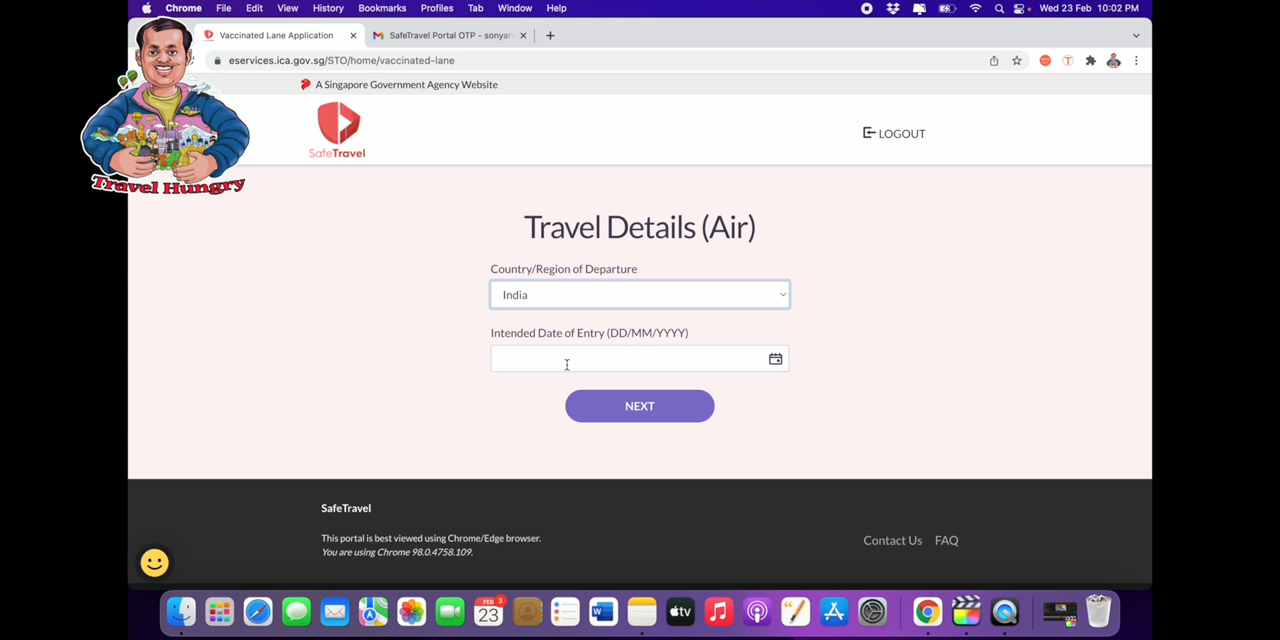 Chrome File Edit View History Bookmarks Profiles Tab Window Help Wed 23 Feb 10:02 PM
Vaccinated Lane Application SafeTravel Portal OTP - sonyar
eservices.ica.gov.sg/STO/home/vaccinated-lane
A Singapore Government Agency Website
SafeTravel
LOGOUT
Travel Hungry
Travel Details (Air)
Country/Region of Departure
India
Intended Date of Entry (DD/MM/YYYY)
NEXT
SafeTravel
This portal is best viewed using Chrome/Edge browser.
You are using Chrome 98.0.4758.109.
Contact Us FAQ
FEB 3
23
tv